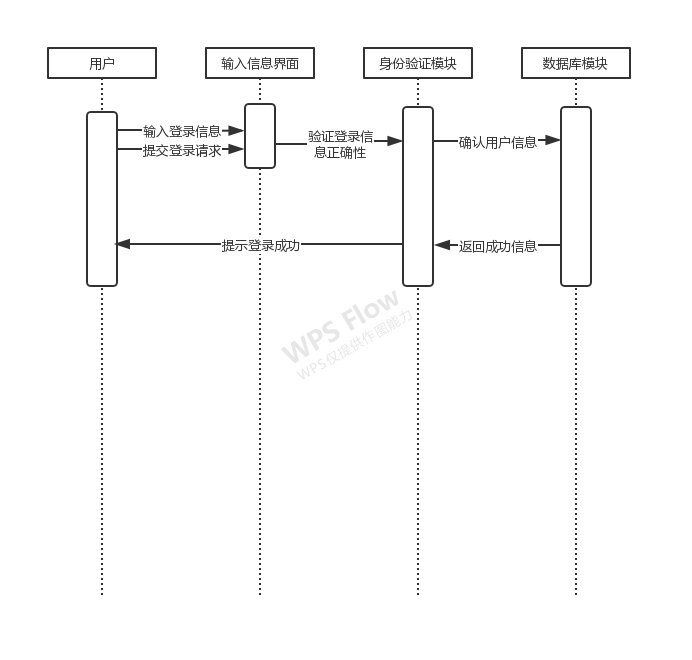 用户
输入信息界面
身份验证模块
数据库模块
输入登录信息
提交登录请求
验证登录信
息正确性
确认用户信息
提示登录成功
返回成功信息
WPS Flow
WPS仅提供作图能力